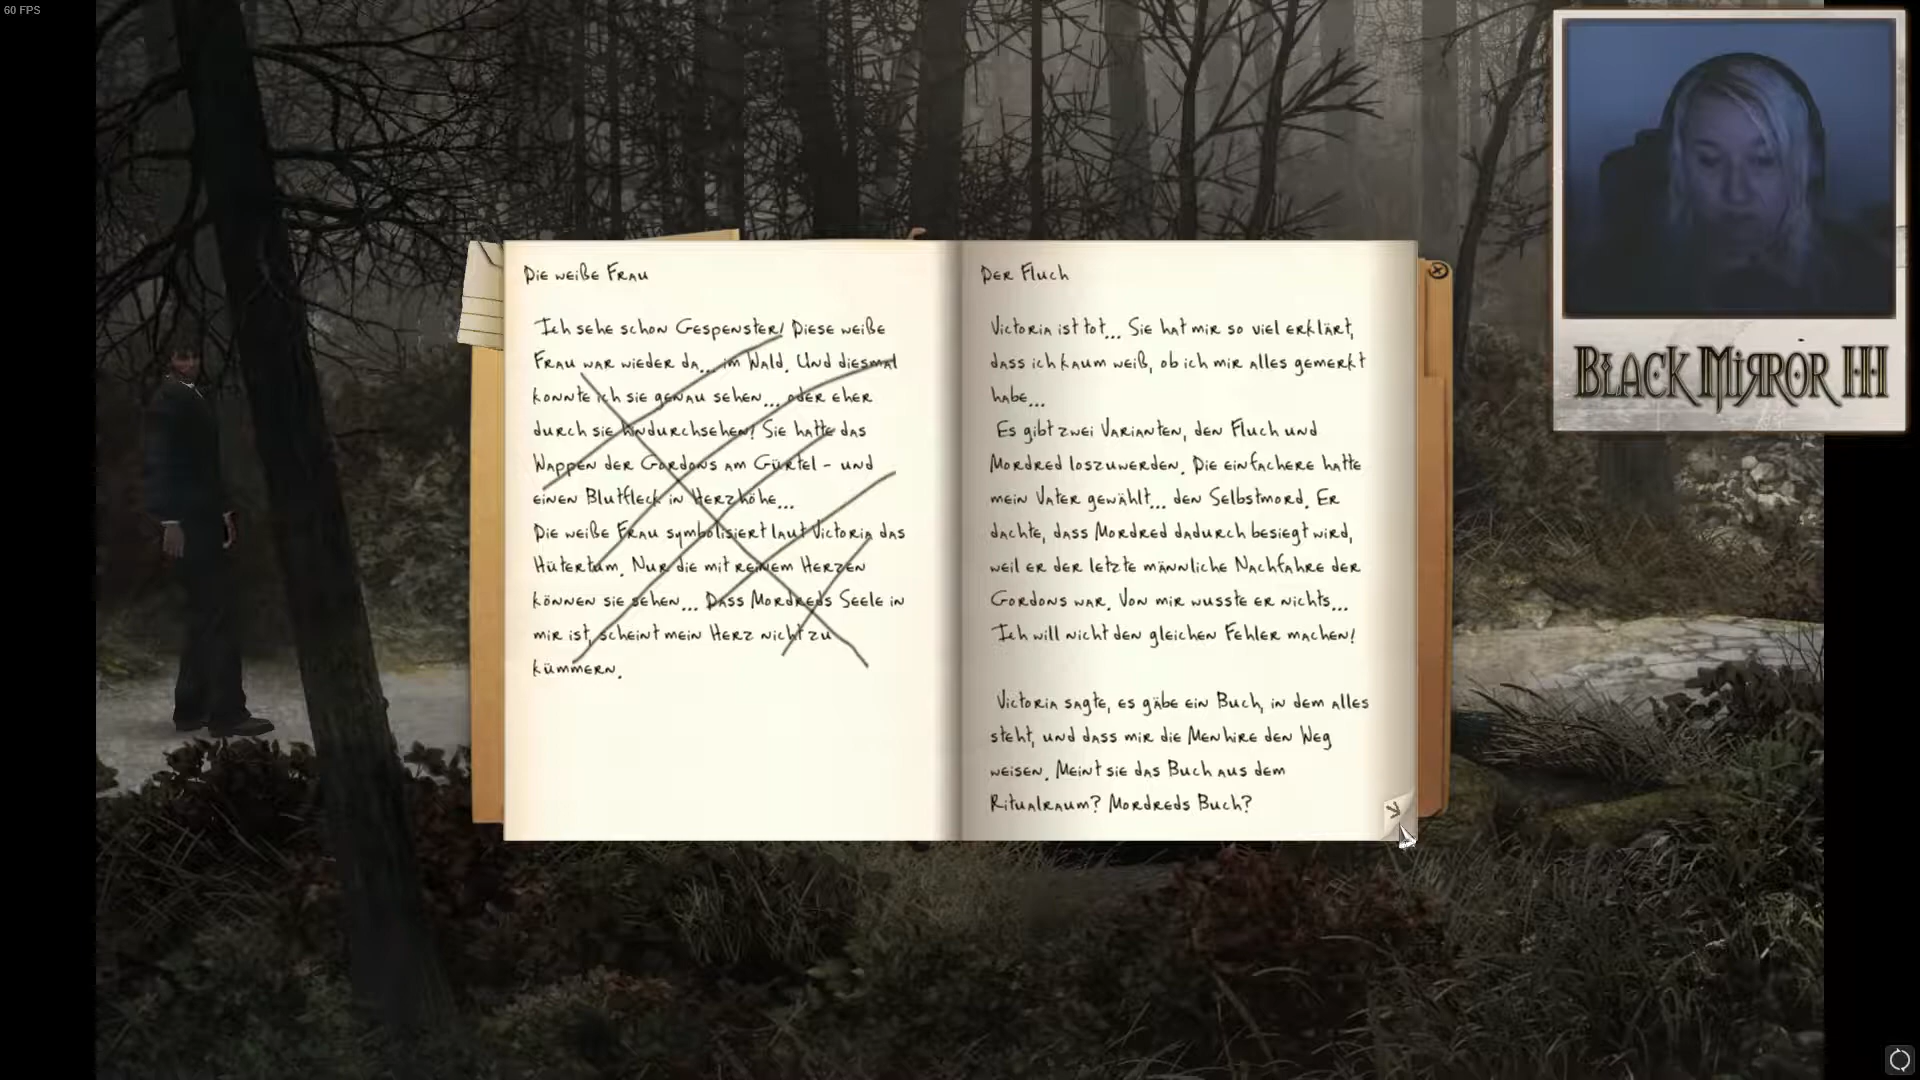 60 FPS
Die weiße Frau
Ich sehe schon Gespenster! Diese weiße
Frau war wieder da... im Wald. Und diesmal
konnte ich sie genau sehen... oder eher
durch sie hindurchsehen! Sie hatte das
Wappen der Gordons am Gürtel - und
einen Blutfleck in Herzhöhe...
Die weiße Frau symbolisiert laut Victoria das
Hütertum. Nur die mit reinem Herzen
können sie sehen... Dass Mordreds Seele in
mir ist, scheint mein Herz nicht zu
kümmern.
Der Fluch
Victoria ist tot... Sie hat mir so viel erklärt,
dass ich kaum weiß, ob ich mir alles gemerkt
habe...
Es gibt zwei Varianten, den Fluch und
Mordred loszuwerden. Die einfachere hatte
mein Vater gewählt... den Selbstmord. Er
dachte, dass Mordred dadurch besiegt wird,
weil er der letzte männliche Nachfahre der
Gordons war. Von mir wusste er nichts...
Ich will nicht den gleichen Fehler machen!
Victoria sagte, es gäbe ein Buch, in dem alles
steht, und dass mir die Menhire den Weg
weisen. Meint sie das Buch aus dem
Ritualraum? Mordreds Buch?
Black Mirror III